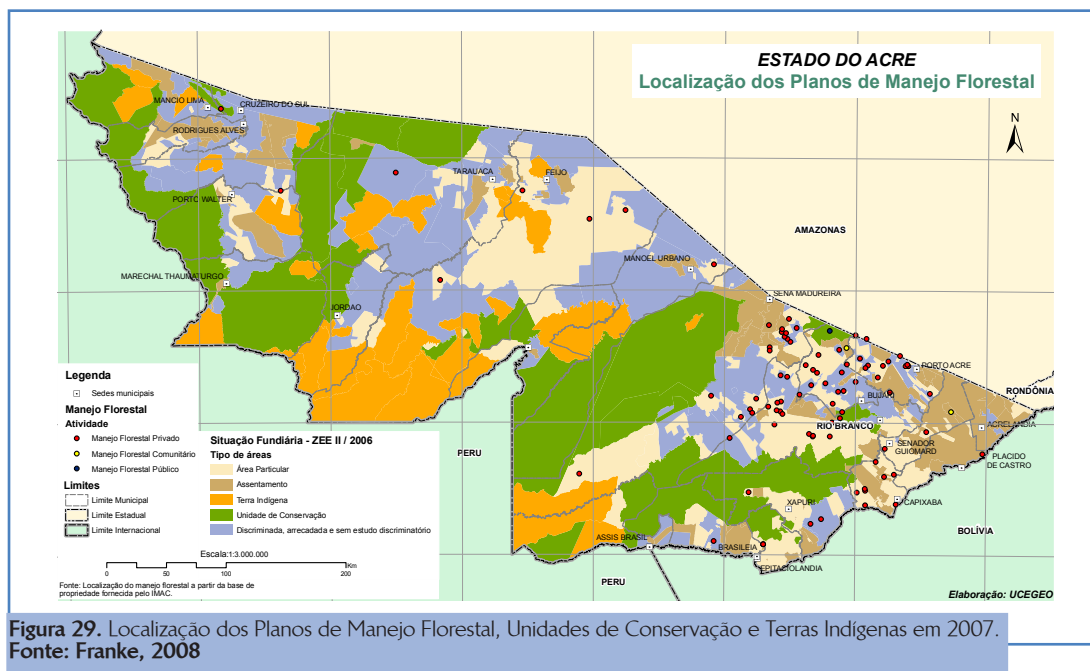 ESTADO DO ACRE
Localização dos Planos de Manejo Florestal
N
MANCIO LIMA
CRUZEIRO DO SUL
RODRIGUES ALVES
TARAUACA
FEIJO
PORTO WALTER
AMAZONAS
MANOEL URBANO
MARECHAL THAUMATURGO
SENA MADUREIRA
JORDAO
PORTO ACRE
RONDÔNIA
BUJARI
RIO BRANCO
ACRELANDIA
SENADOR
GUIOMARD
PLACIDO
DE CASTRO
PERU
CAPIXABA
XAPURI
BOLÍVIA
ASSIS BRASIL
BRASILEIA
EPITACIOLANDIA
PERU
Legenda
Sedes municipais
Manejo Florestal
Atividade
Manejo Florestal Privado
Manejo Florestal Comunitário
Manejo Florestal Público
Limites
Limite Municipal
Limite Estadual
Limite Internacional
Situação Fundiária - ZEE II / 2006
Tipo de áreas
Área Particular
Assentamento
Terra Indígena
Unidade de Conservação
Discriminada, arrecadada e sem estudo discriminatório
Escala:1:3.000.000
0 50 100 200
Km
Fonte: Localização do manejo florestal a partir da base de
propriedade fornecida pelo IMAC.
Elaboração: UCEGEO
Figura 29. Localização dos Planos de Manejo Florestal, Unidades de Conservação e Terras Indígenas em 2007.
Fonte: Franke, 2008